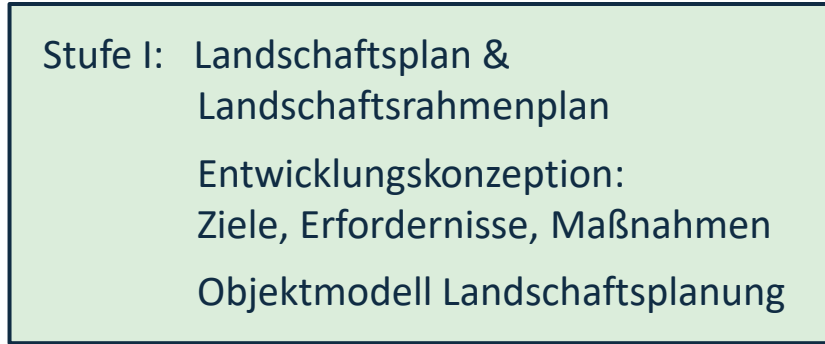 Stufe I: Landschaftsplan &
Landschaftsrahmenplan
Entwicklungskonzeption:
Ziele, Erfordernisse, Maßnahmen
Objektmodell Landschaftsplanung